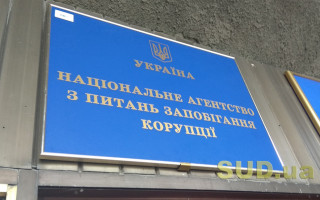 УКРАЇНА
НАЦІОНАЛЬНЕ АГЕНТСТВО
З ПИТАНЬ ЗАПОБІГАННЯ
КОРУПЦІЇ
SUD.ua